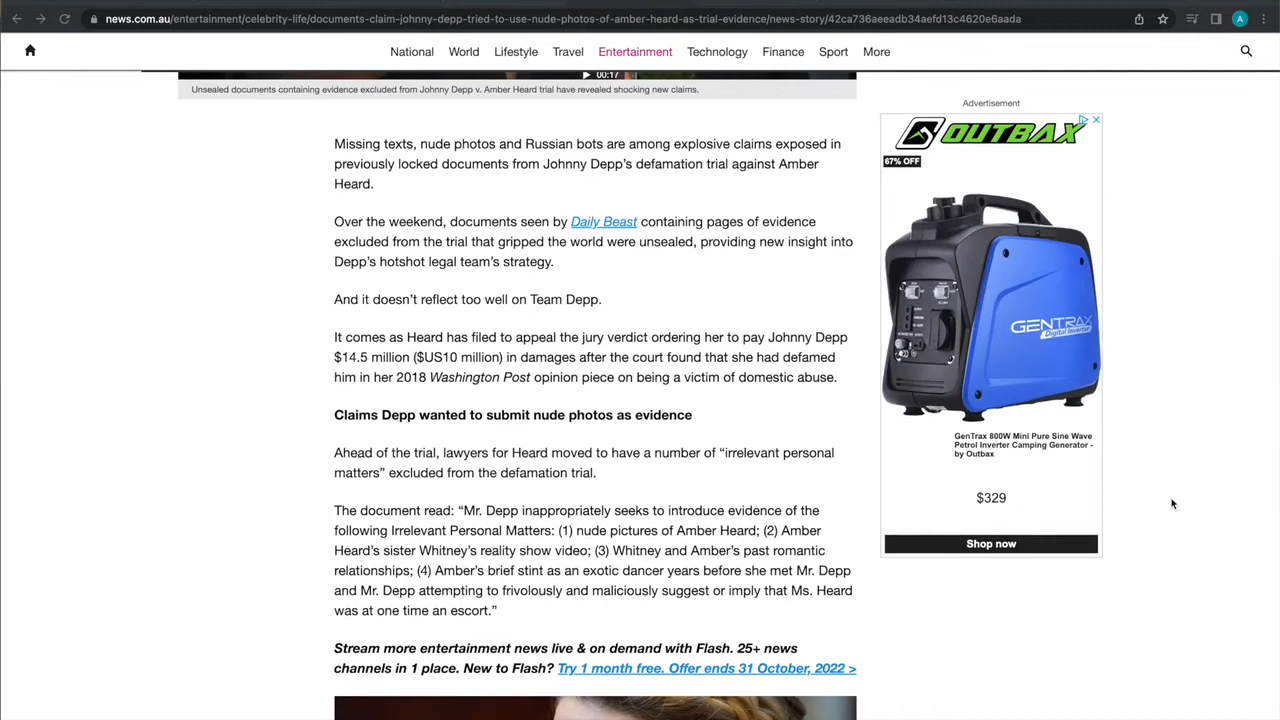 news.com.au/entertainment/celebrity-life/documents-claim-johnny-depp-tried-to-use-nude-photos-of-amber-heard-as-trial-evidence/news-story/42ca736aeeadb34aefd13c4620e6aada
A
National World Lifestyle Travel Entertainment Technology Finance Sport More
00:17
Unsealed documents containing evidence excluded from Johnny Depp v. Amber Heard trial have revealed shocking new claims.
Missing texts, nude photos and Russian bots are among explosive claims exposed in
previously locked documents from Johnny Depp's defamation trial against Amber
Heard.
Over the weekend, documents seen by Daily Beast containing pages of evidence
excluded from the trial that gripped the world were unsealed, providing new insight into
Depp's hotshot legal team's strategy.
And it doesn't reflect too well on Team Depp.
It comes as Heard has filed to appeal the jury verdict ordering her to pay Johnny Depp
$14.5 million ($US10 million) in damages after the court found that she had defamed
him in her 2018 Washington Post opinion piece on being a victim of domestic abuse.
Claims Depp wanted to submit nude photos as evidence
Ahead of the trial, lawyers for Heard moved to have a number of “irrelevant personal
matters” excluded from the defamation trial.
The document read: “Mr. Depp inappropriately seeks to introduce evidence of the
following Irrelevant Personal Matters: (1) nude pictures of Amber Heard; (2) Amber
Heard's sister Whitney's reality show video; (3) Whitney and Amber's past romantic
relationships; (4) Amber's brief stint as an exotic dancer years before she met Mr. Depp
and Mr. Depp attempting to frivolously and maliciously suggest or imply that Ms. Heard
was at one time an escort.”
Stream more entertainment news live & on demand with Flash. 25+ news
channels in 1 place. New to Flash? Try 1 month free. Offer ends 31 October, 2022 >
Advertisement
OUTBAX
67% OFF
GENTRAX
Digital Inverter
GenTrax 800W Mini Pure Sine Wave
Petrol Inverter Camping Generator -
by Outbax
$329
Shop now